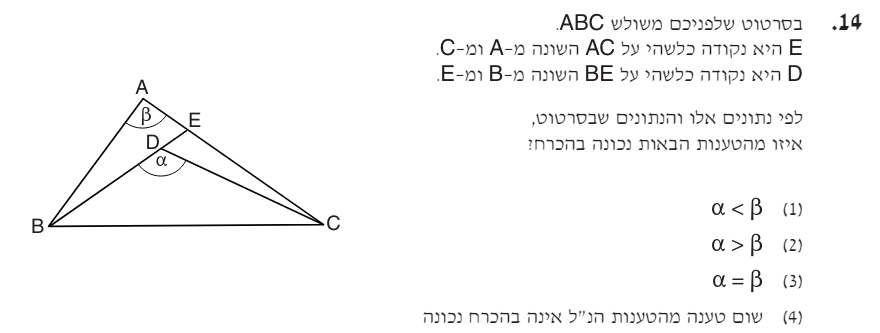 14. בסרטוט שלפניכם משולש ABC.
E היא נקודה כלשהי על AC השונה מ-A ומ-C.
D היא נקודה כלשהי על BE השונה מ-B ומ-E.
לפי נתונים אלו והנתונים שבסרטוט,
איזו מהטענות הבאות נכונה בהכרח?
(1) α < β
(2) α > β
(3) α = β
(4) שום טענה מהטענות הנ"ל אינה בהכרח נכונה
A
β
E
D
α
B
C